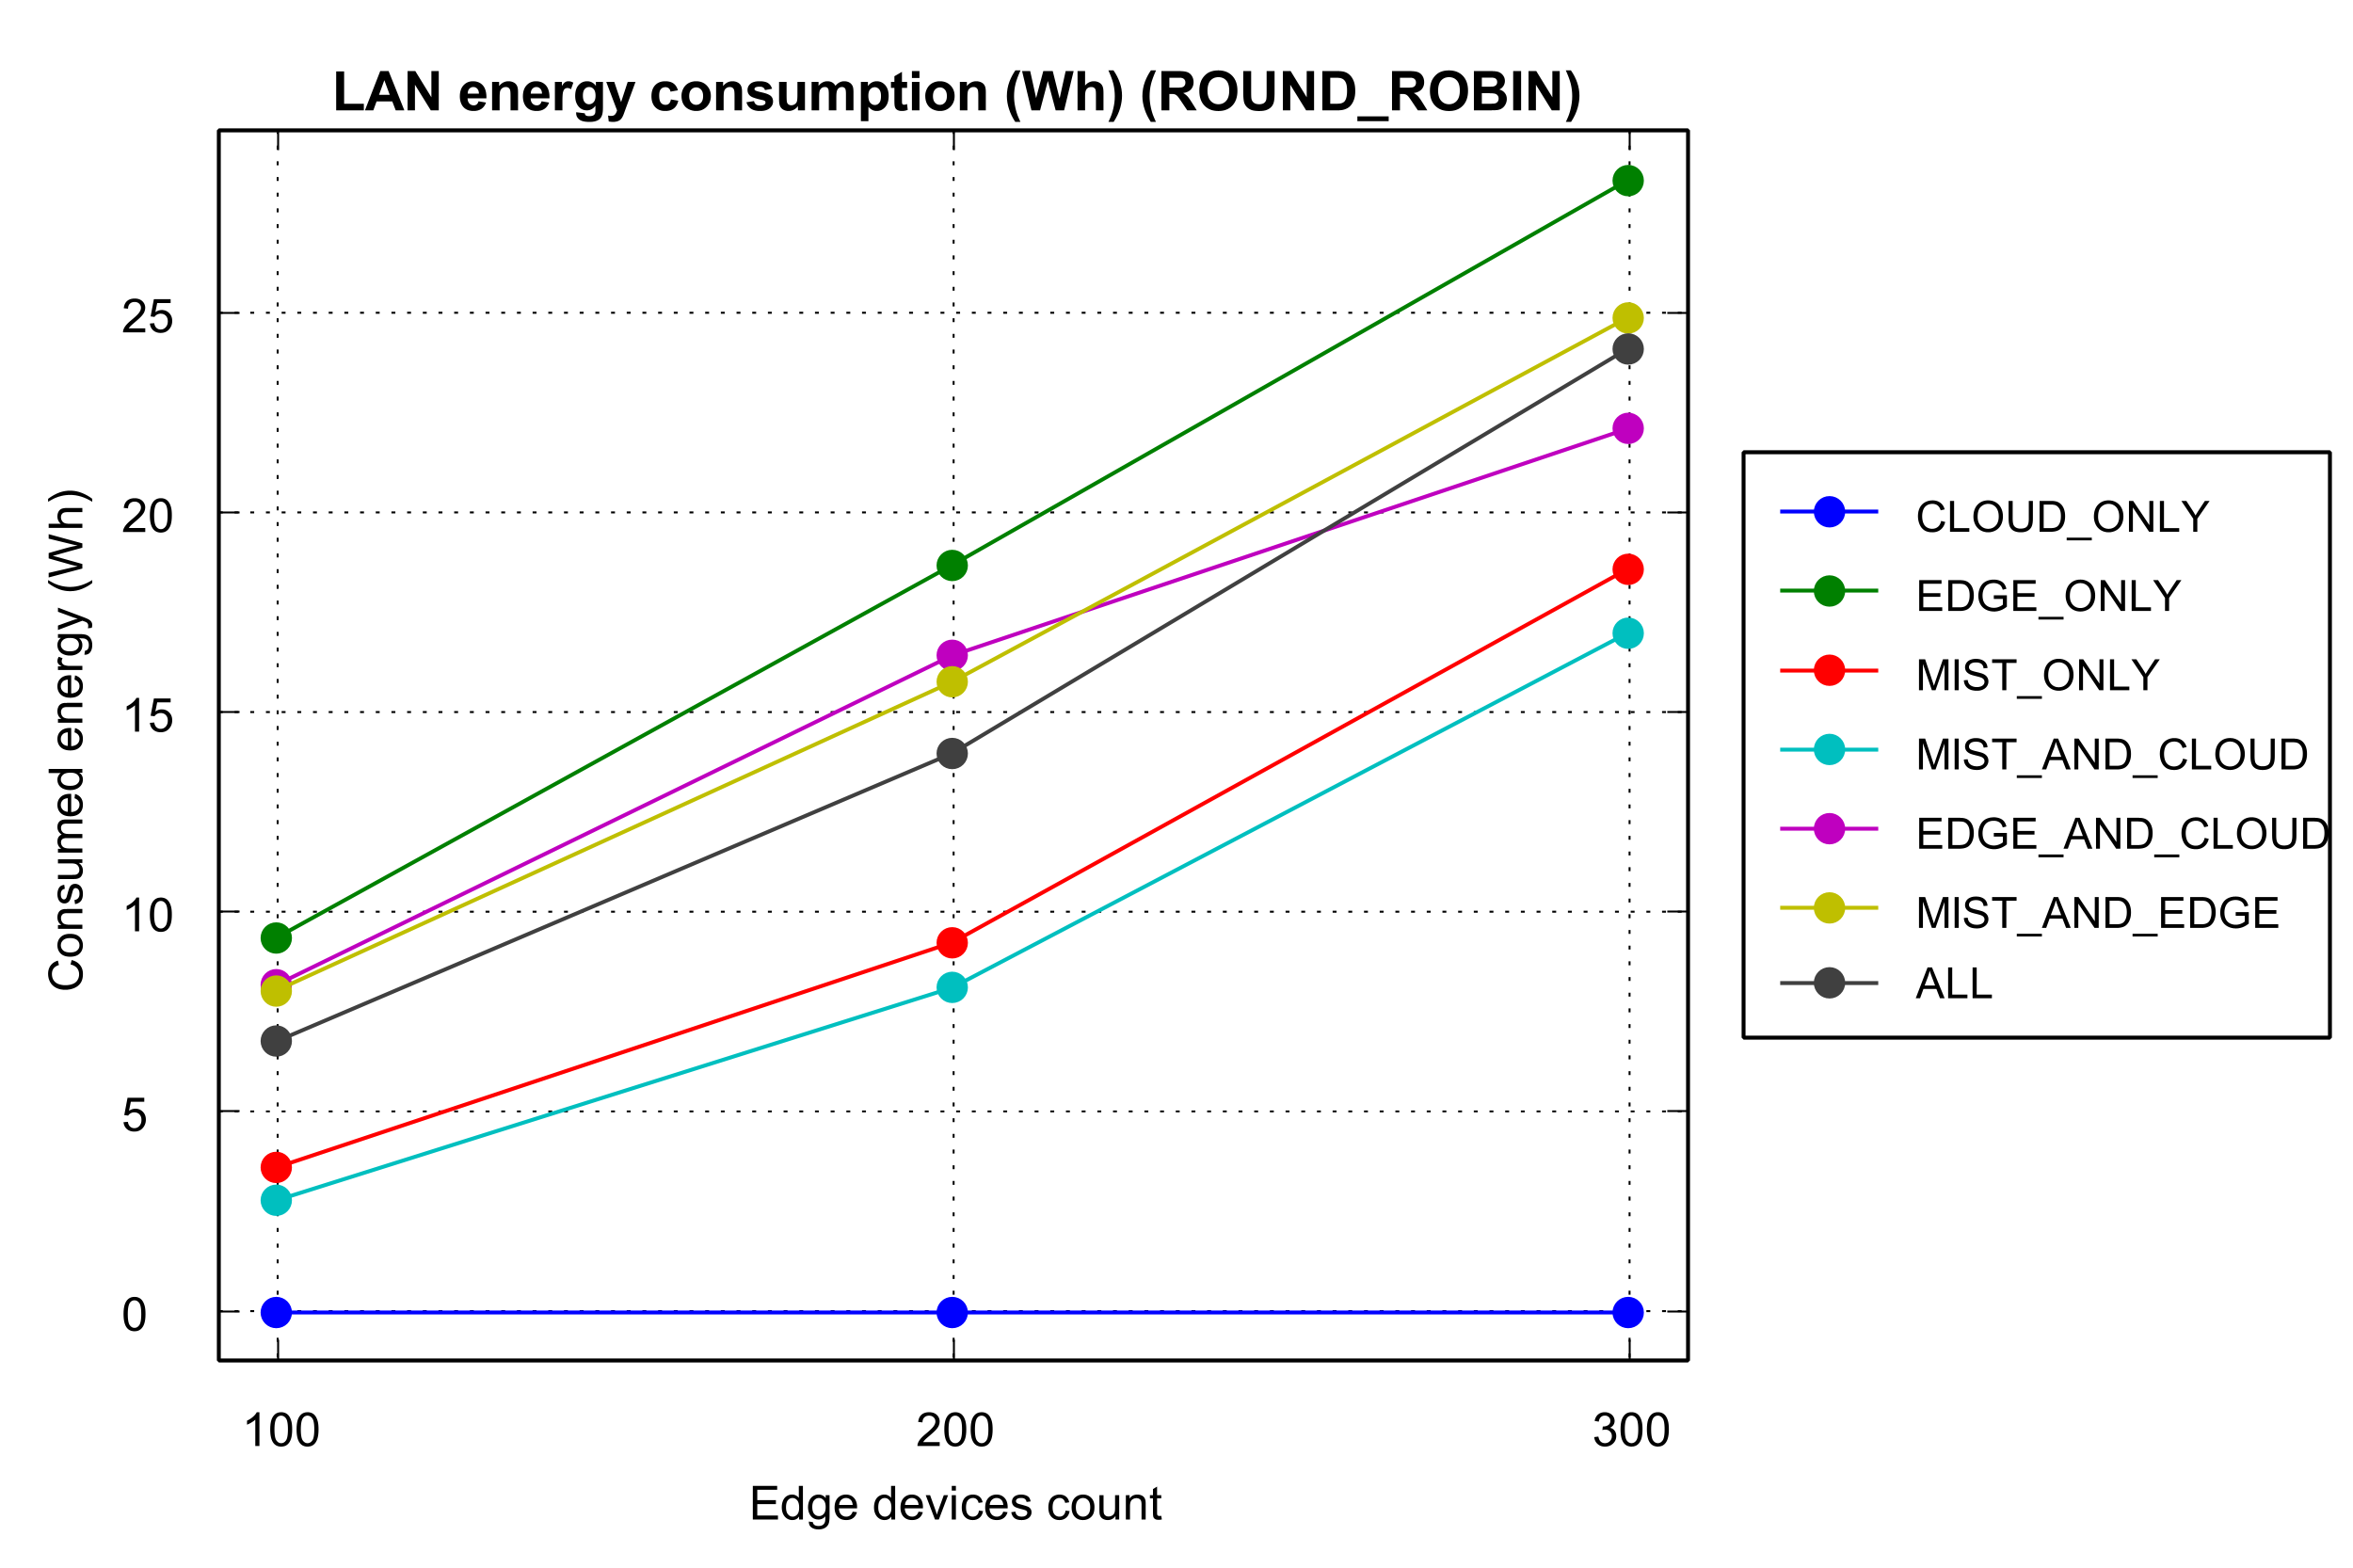 LAN energy consumption (Wh) (ROUND_ROBIN)
25
20
15
10
5
0
Consumed energy (Wh)
100 200 300
Edge devices count
CLOUD_ONLY
EDGE_ONLY
MIST_ONLY
MIST_AND_CLOUD
EDGE_AND_CLOUD
MIST_AND_EDGE
ALL